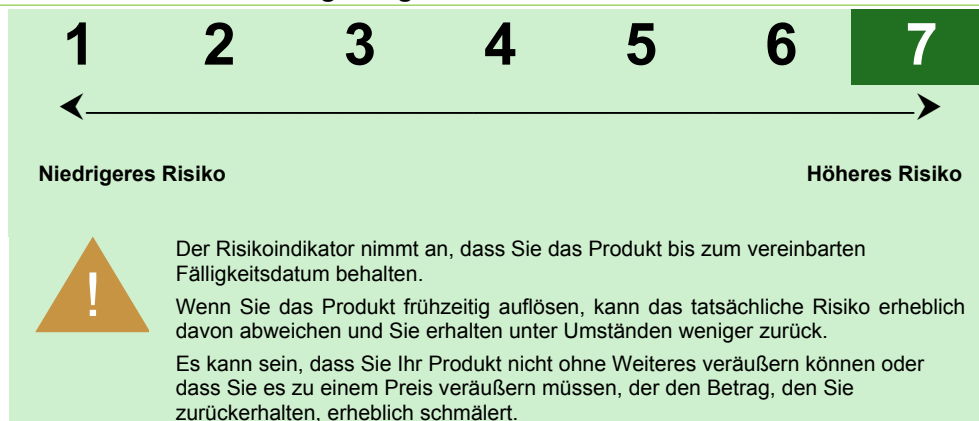 1 2 3 4 5 6 7
Niedrigeres Risiko Höheres Risiko
!
Der Risikoindikator nimmt an, dass Sie das Produkt bis zum vereinbarten
Fälligkeitsdatum behalten.
Wenn Sie das Produkt frühzeitig auflösen, kann das tatsächliche Risiko erheblich
davon abweichen und Sie erhalten unter Umständen weniger zurück.
Es kann sein, dass Sie Ihr Produkt nicht ohne Weiteres veräußern können oder
dass Sie es zu einem Preis veräußern müssen, der den Betrag, den Sie
zurückerhalten, erheblich schmälert.